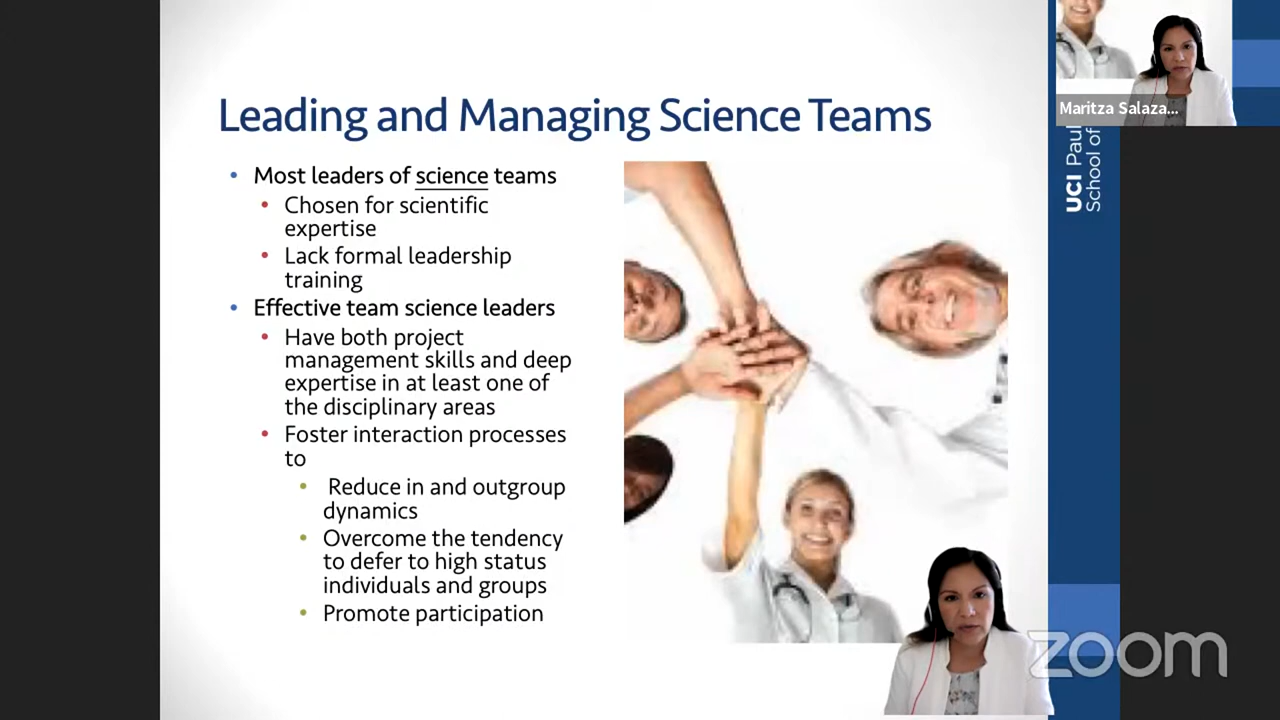 Leading and Managing Science Teams
Most leaders of science teams
Chosen for scientific
expertise
Lack formal leadership
training
Effective team science leaders
Have both project
management skills and deep
expertise in at least one of
the disciplinary areas
Foster interaction processes
to
Reduce in and outgroup
dynamics
Overcome the tendency
to defer to high status
individuals and groups
Promote participation
Maritza Salaza...
UCI Paul
School of
zoom